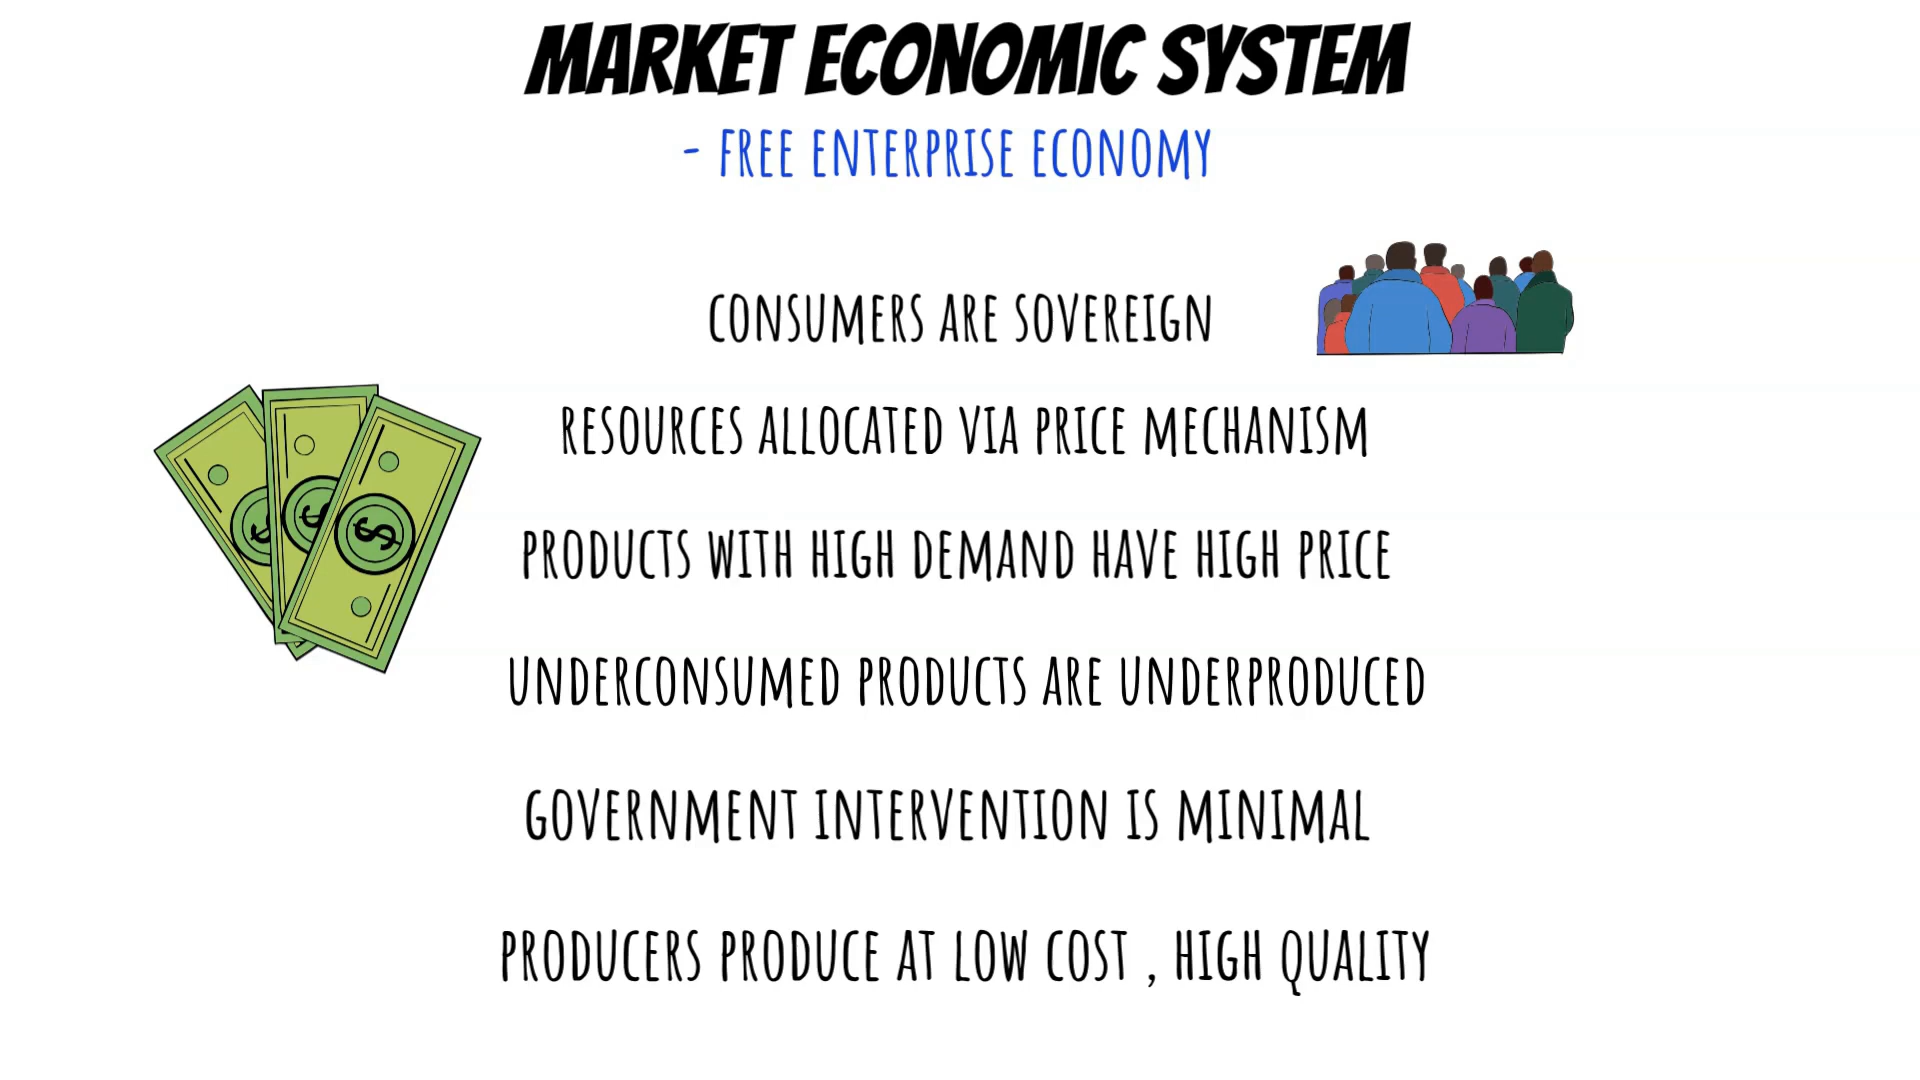 MARKET ECONOMIC SYSTEM
- FREE ENTERPRISE ECONOMY
CONSUMERS ARE SOVEREIGN
RESOURCES ALLOCATED VIA PRICE MECHANISM
PRODUCTS WITH HIGH DEMAND HAVE HIGH PRICE
UNDERCONSUMED PRODUCTS ARE UNDERPRODUCED
GOVERNMENT INTERVENTION IS MINIMAL
PRODUCERS PRODUCE AT LOW COST , HIGH QUALITY
$ $ $